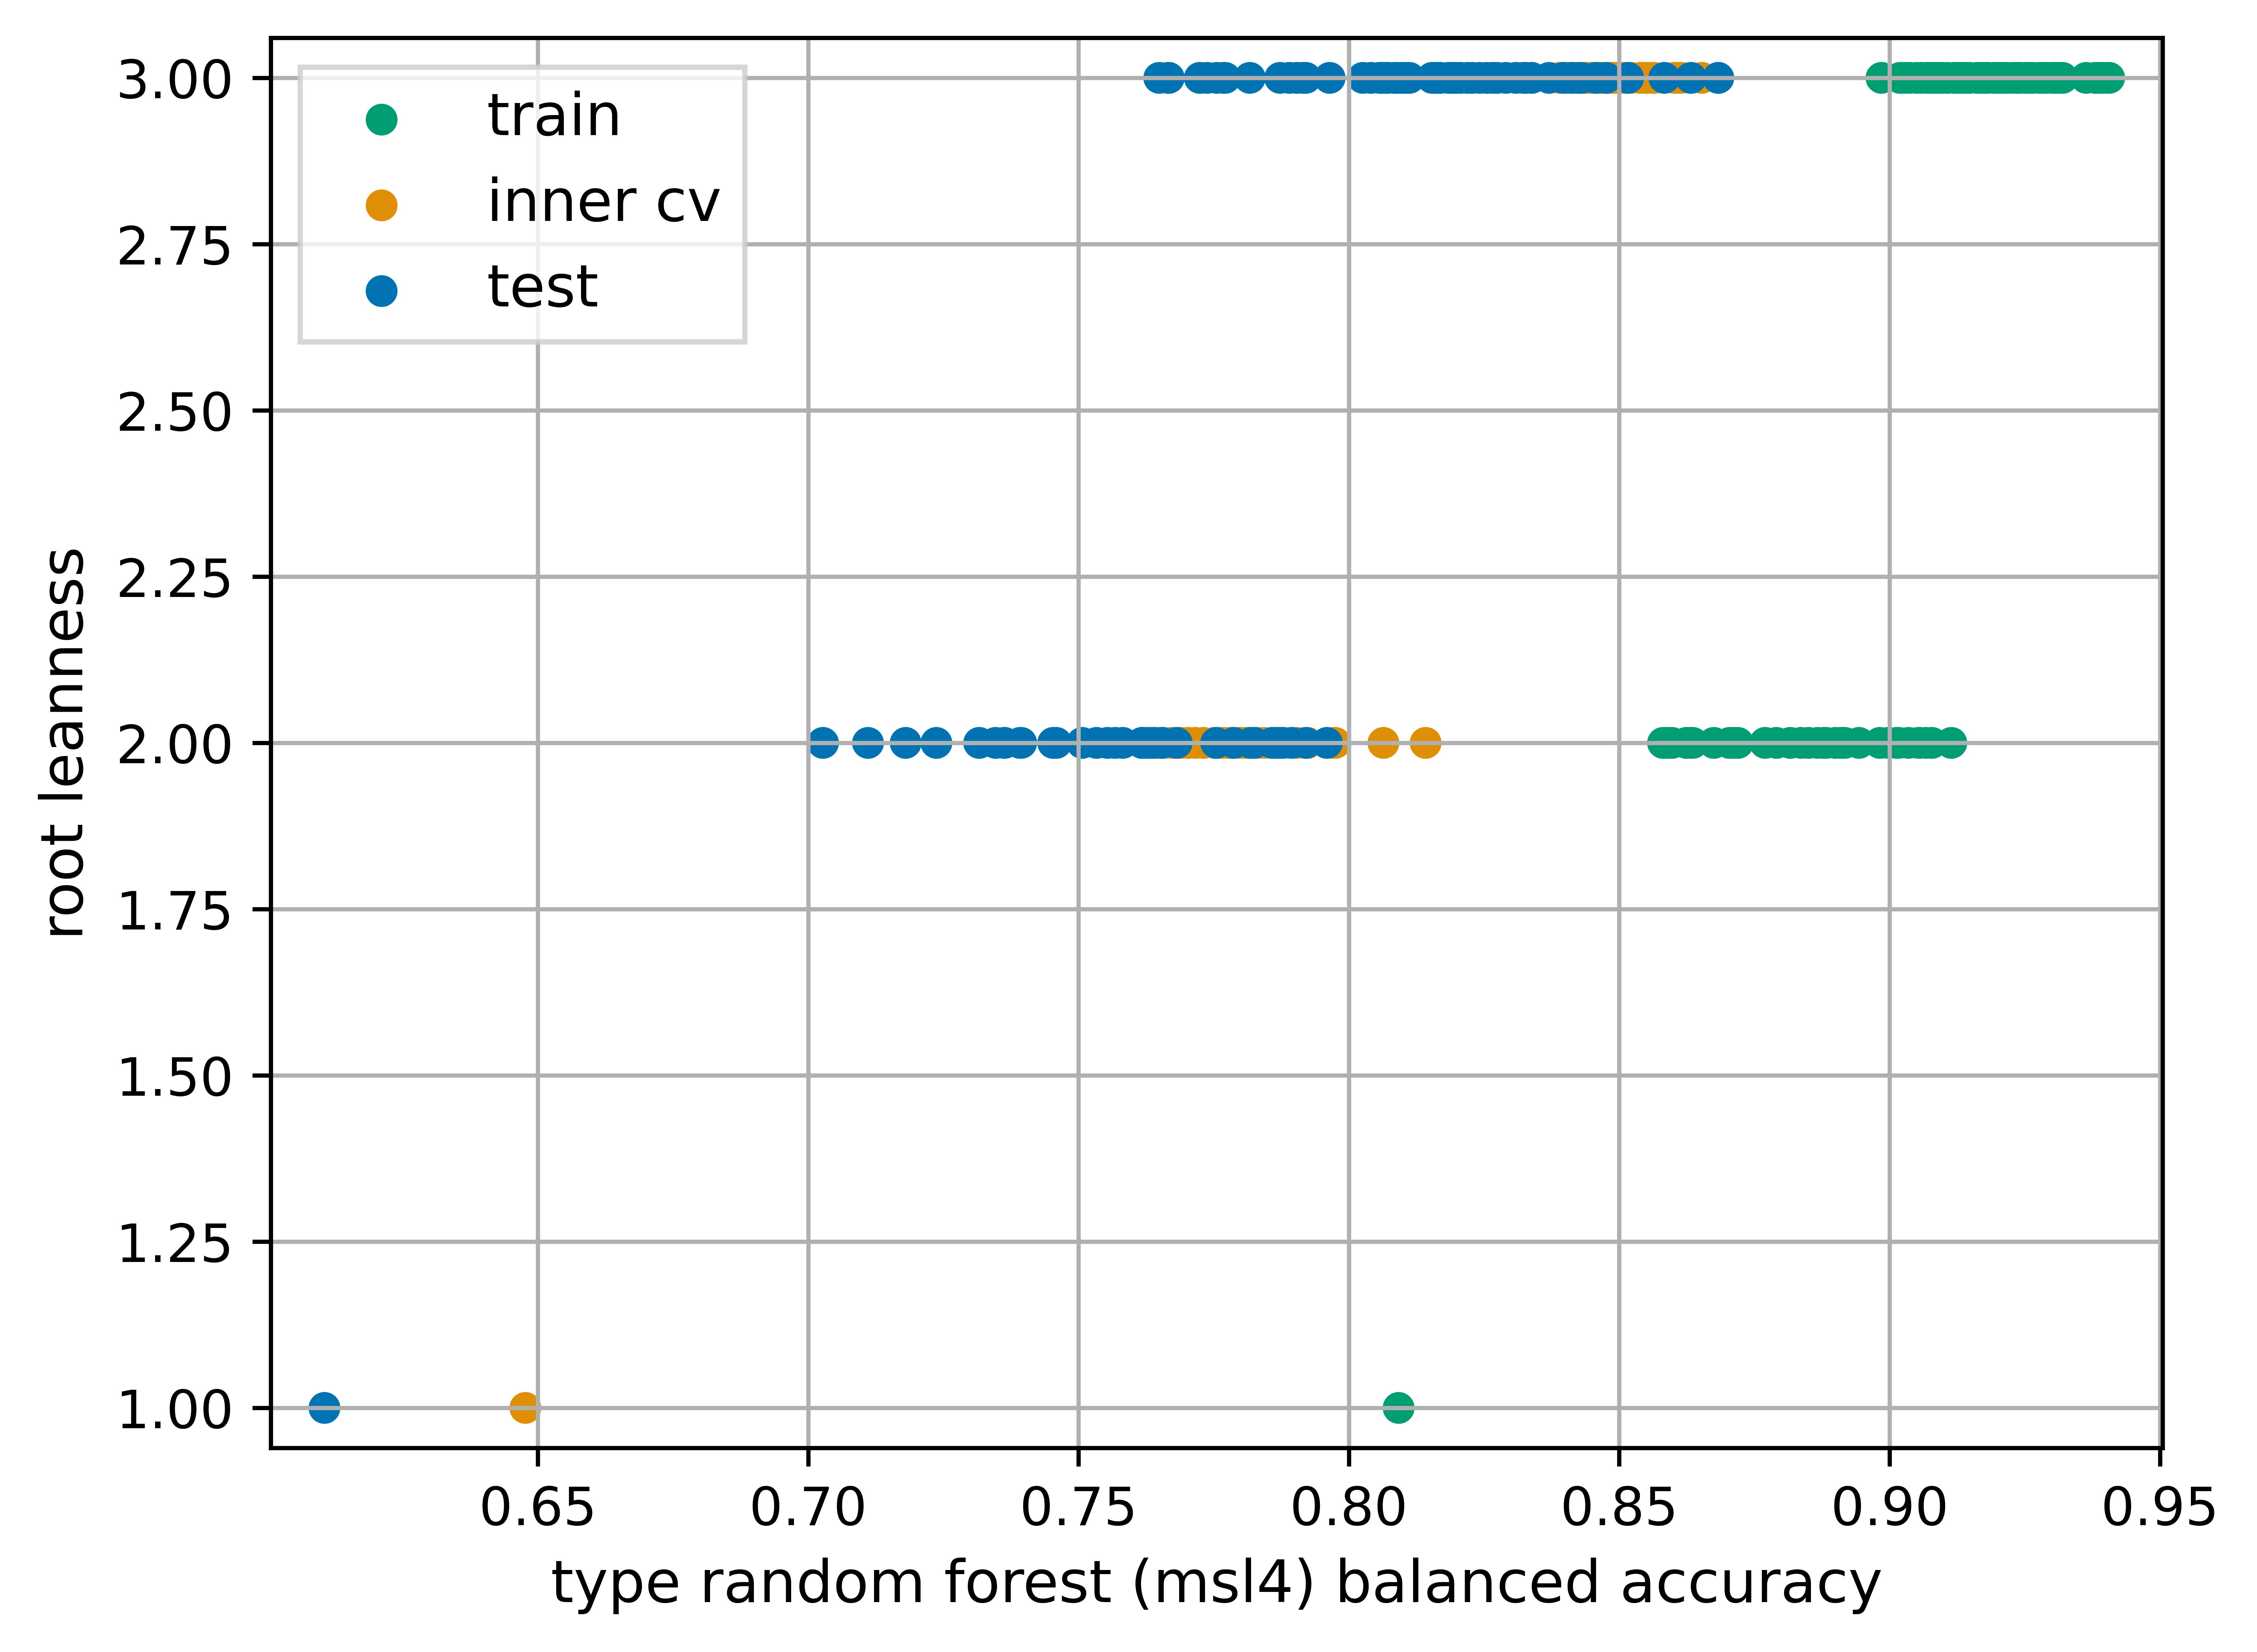 train
inner cv
test
3.00
2.75
2.50
2.25
2.00
1.75
1.50
1.25
1.00
root leanness
0.65 0.70 0.75 0.80 0.85 0.90 0.95
type random forest (msl4) balanced accuracy